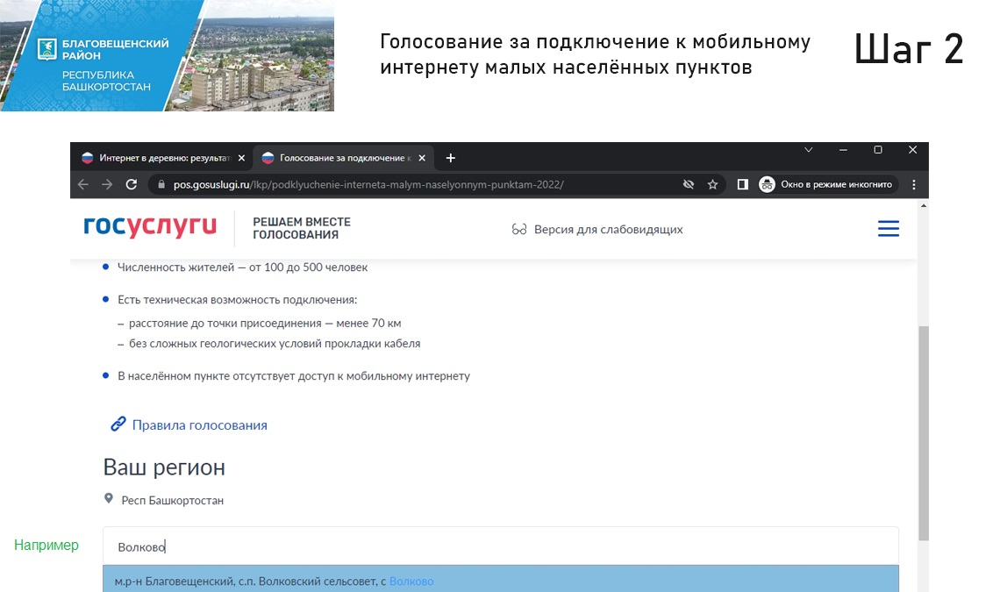 БЛАГОВЕЩЕНСКИЙ
РАЙОН
РЕСПУБЛИКА
БАШКОРТОСТАН
Голосование за подключение к мобильному
интернету малых населённых пунктов
Шаг 2
Интернет в деревню: результат
Голосование за подключение к
pos.gosuslugi.ru/lkp/podklyuchenie-interneta-malym-naselyonnym-punktam-2022/
Окно в режиме инкогнито
госуслуги
РЕШАЕМ ВМЕСТЕ
ГОЛОСОВАНИЯ
Версия для слабовидящих
Численность жителей — от 100 до 500 человек
Есть техническая возможность подключения:
– расстояние до точки присоединения — менее 70 км
– без сложных геологических условий прокладки кабеля
В населённом пункте отсутствует доступ к мобильному интернету
Правила голосования
Ваш регион
Респ Башкортостан
Например
Волково
м.р-н Благовещенский, с.п. Волковский сельсовет, с Волково